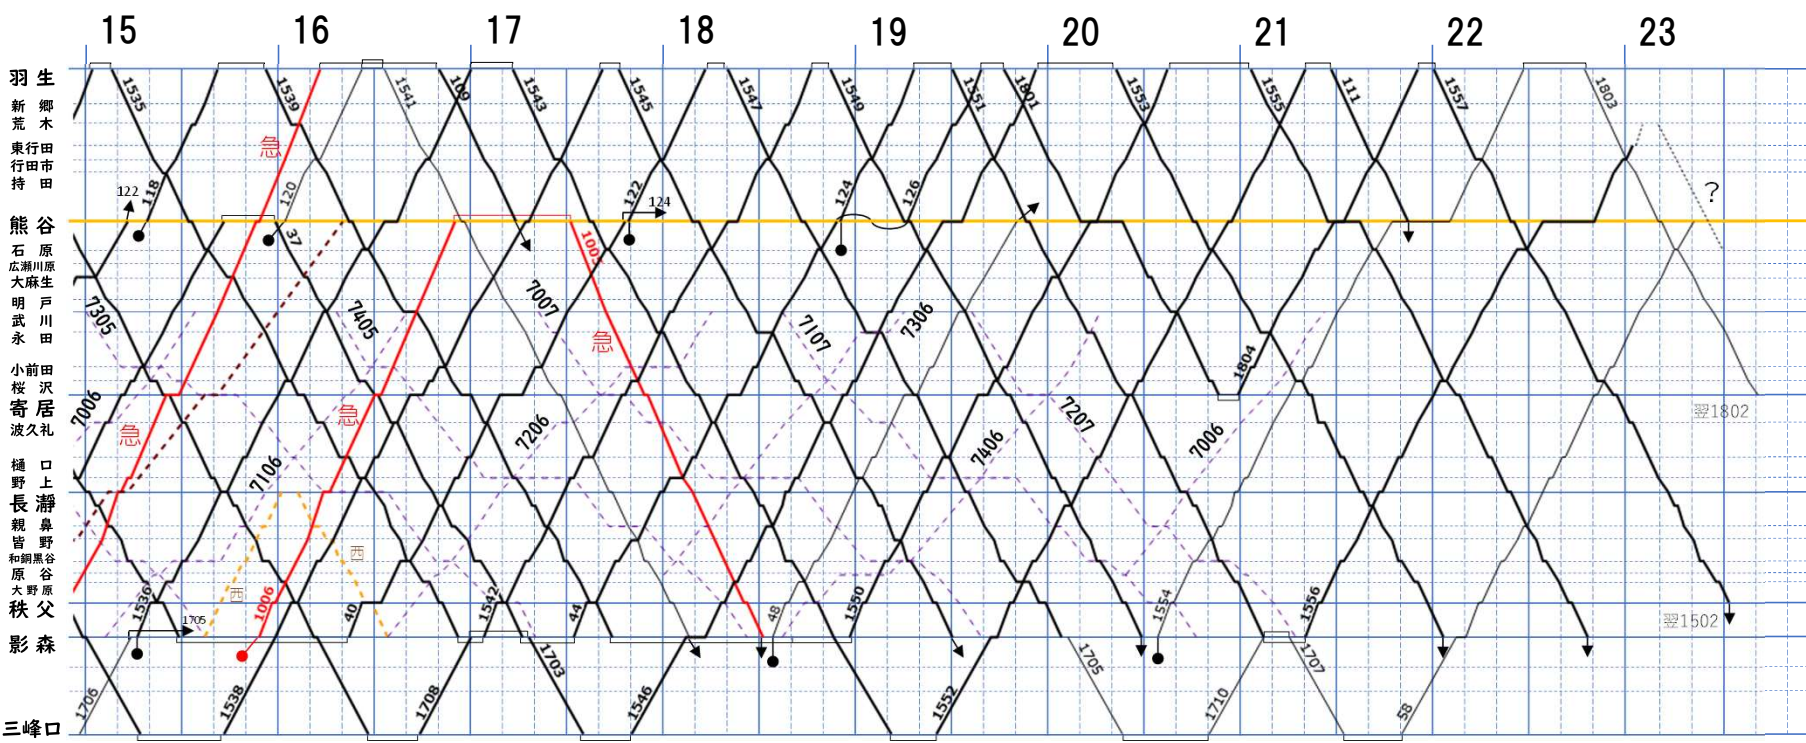 15 16 17 18 19 20 21 22 23
羽生
新郷
荒木
東行田
行田市
持田
熊谷
石原
広瀬川原
大麻生
明戸
武川
永田
小前田
桜沢
寄居
波久礼
樋口
野上
長瀞
親鼻
皆野
和銅黒谷
原谷
大野原
秩父
影森
三峰口
1535
1539
1541
109
1543
1545
1547
1549
1551
1801
1553
1555
111
1557
1803
急
122
118
120
122
124
124
126
?
37
1005
7305
7405
7007
急
7107
7306
1804
7006
急
急
7106
7206
7406
7207
7006
翌1802
西
西
1536
1705
1006
40
1542
44
48
1550
1554
1556
翌1502
1706
1538
1708
1703
1546
1552
1705
1710
1707
58